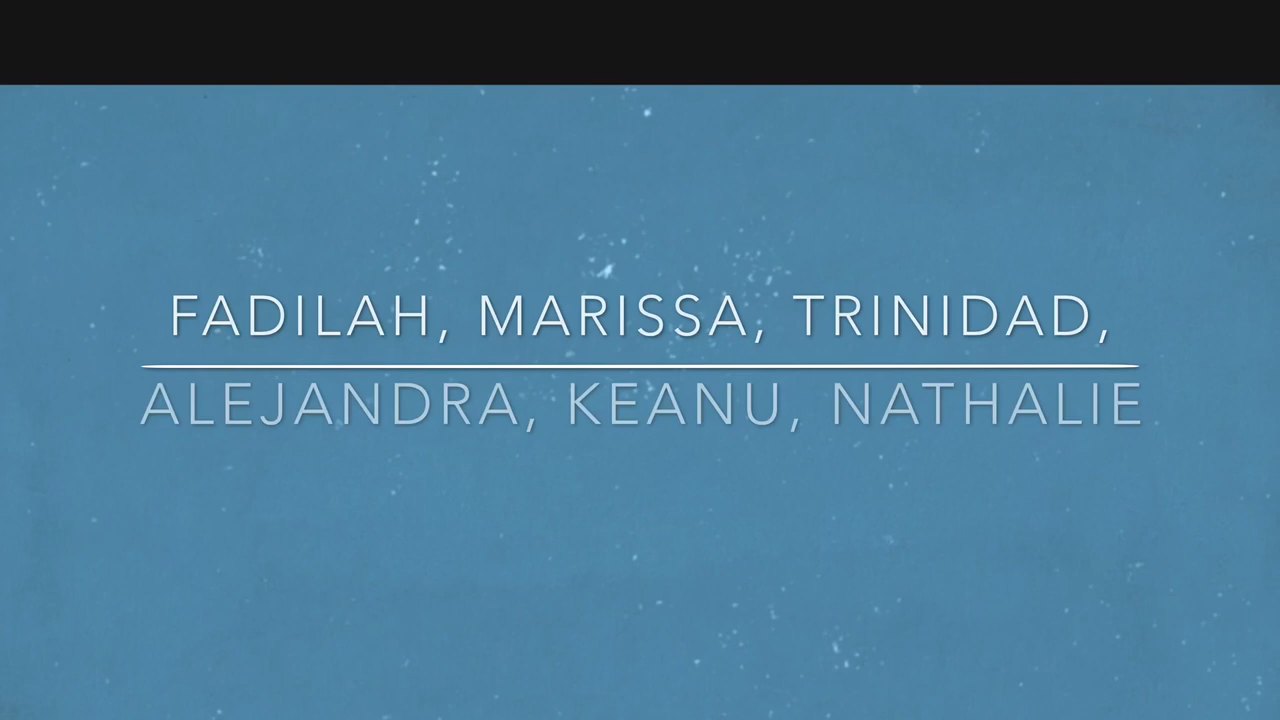 FADILAH, MARISSA, TRINIDAD,
ALEJANDRA, KEANU, NATHALIE